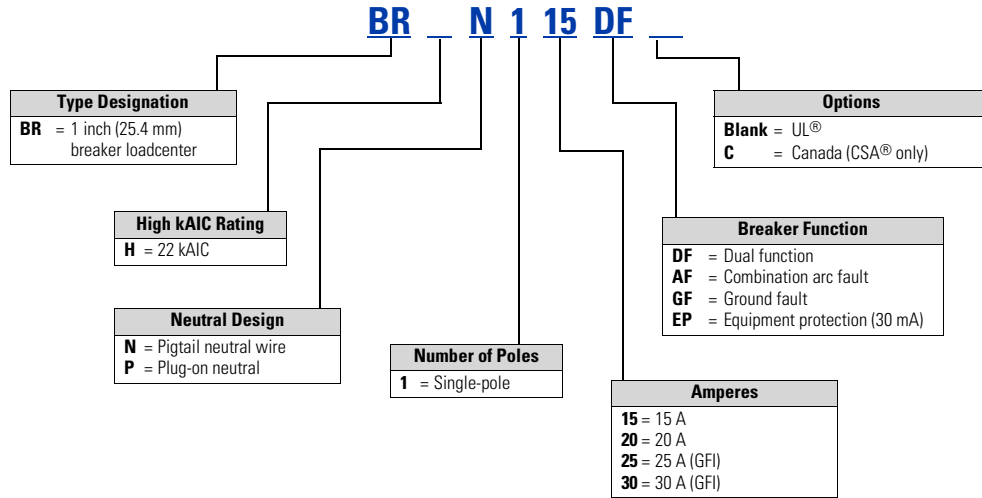 BR _ N 1 15 DF _
Type Designation
BR = 1 inch (25.4 mm)
breaker loadcenter
Options
Blank = UL®
C = Canada (CSA® only)
High kAIC Rating
H = 22 kAIC
Breaker Function
DF = Dual function
AF = Combination arc fault
GF = Ground fault
EP = Equipment protection (30 mA)
Neutral Design
N = Pigtail neutral wire
P = Plug-on neutral
Number of Poles
1 = Single-pole
Amperes
15 = 15 A
20 = 20 A
25 = 25 A (GFI)
30 = 30 A (GFI)